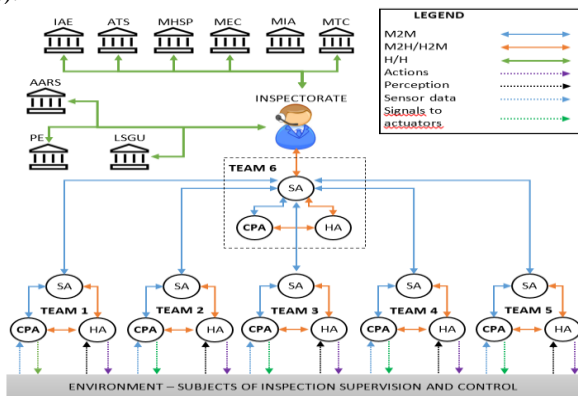 ).
IAE ATS MHSP MEC MIA MTC
LEGEND
M2M
M2H/H2M
H/H
Actions
Perception
Sensor data
Signals to
actuators
AARS
INSPECTORATE
PE
LSGU
TEAM 6
SA
CPA
HA
SA SA SA SA SA
TEAM 1 TEAM 2 TEAM 3 TEAM 4 TEAM 5
CPA HA CPA HA CPA HA CPA HA CPA HA
ENVIRONMENT – SUBJECTS OF INSPECTION SUPERVISION AND CONTROL